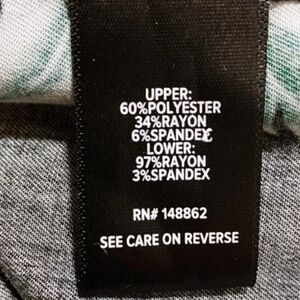 UPPER:
60%POLYESTER
34%RAYON
6%SPANDEX
LOWER:
97%RAYON
3%SPANDEX
RN# 148862
SEE CARE ON REVERSE